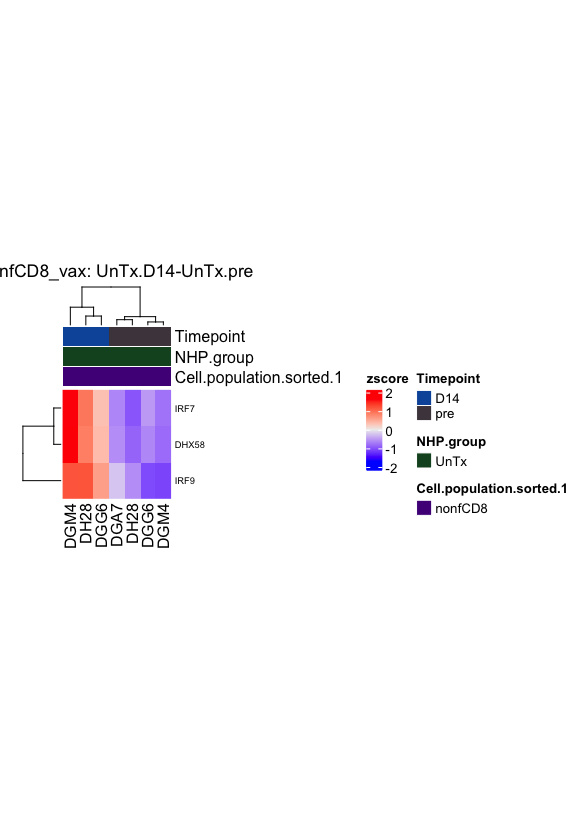 nfCD8_vax: UnTx.D14-UnTx.pre
Timepoint
NHP.group
Cell.population.sorted.1
IRF7
DHX58
IRF9
DGM4
DH28
DGG6
DGA7
DH28
DGG6
DGM4
zscore
2
1
0
-1
-2
Timepoint
D14
pre
NHP.group
UnTx
Cell.population.sorted.1
nonfCD8